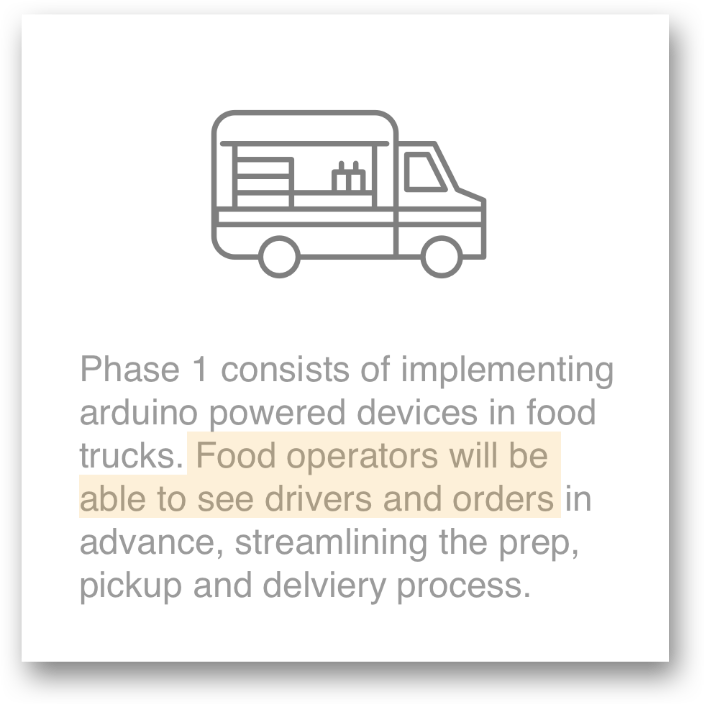 Phase 1 consists of implementing
arduino powered devices in food
trucks. Food operators will be
able to see drivers and orders in
advance, streamlining the prep,
pickup and delviery process.